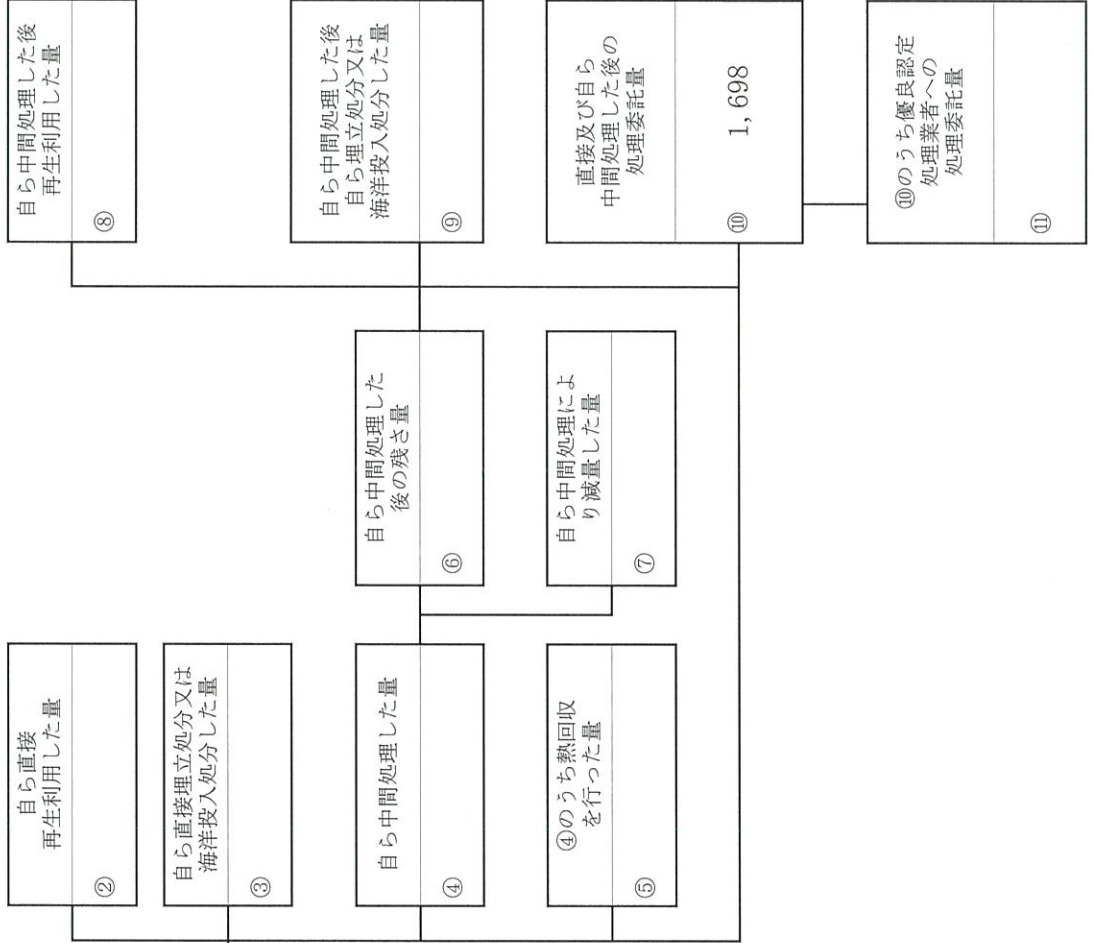 自ら直接
再生利用した量
②
自ら直接埋立処分又は
海洋投入処分した量
③
自ら中間処理した量
④
④のうち熱回収
を行った量
⑤
自ら中間処理した
後の残さ量
⑥
自ら中間処理によ
り減量した量
⑦
自ら中間処理した後
再生利用した量
⑧
自ら中間処理した後
自ら埋立処分又は
海洋投入処分した量
⑨
直接及び自ら
中間処理した後の
処理委託量
⑩
1,698
⑩のうち優良認定
処理業者への
処理委託量
⑪